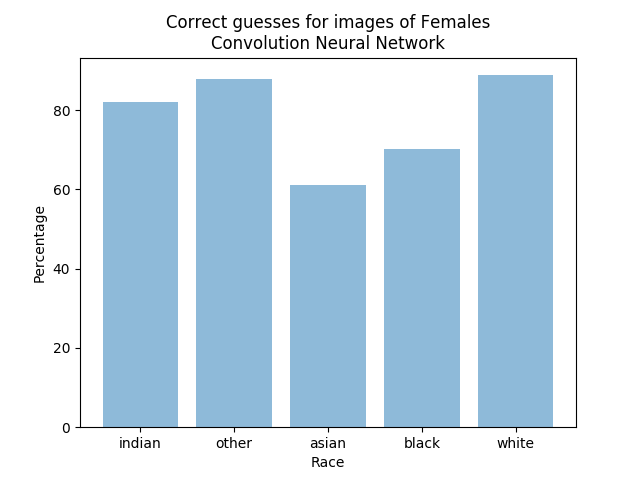 Correct guesses for images of Females
Convolution Neural Network
80
60
40
20
0
Percentage
indian other asian black white
Race